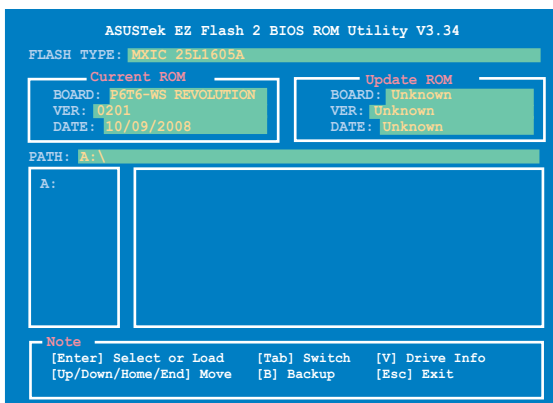 ASUSTek EZ Flash 2 BIOS ROM Utility V3.34
FLASH TYPE: MXIC 25L1605A
Current ROM
BOARD: P6T6-WS REVOLUTION
VER: 0201
DATE: 10/09/2008
Update ROM
BOARD: Unknown
VER: Unknown
DATE: Unknown
PATH: A:\
A:
Note
[Enter] Select or Load [Tab] Switch [V] Drive Info
[Up/Down/Home/End] Move [B] Backup [Esc] Exit